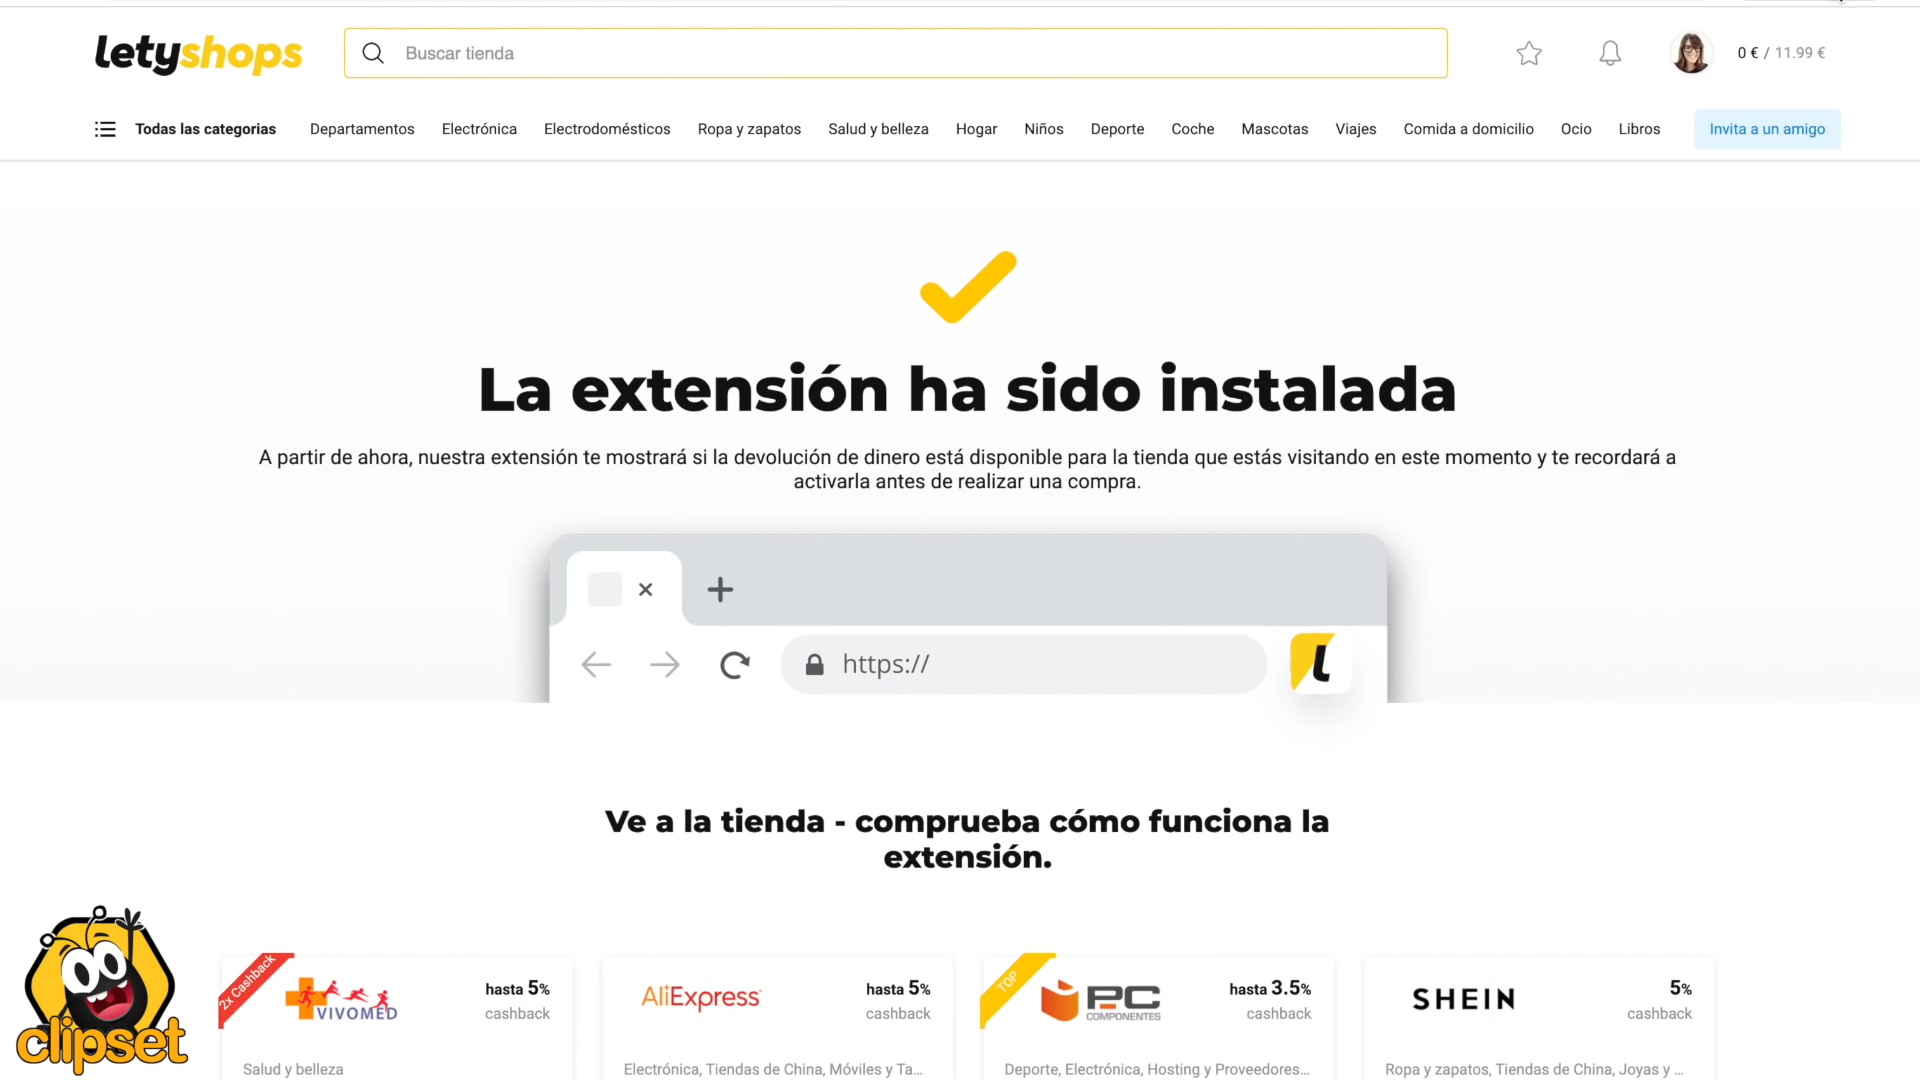 letyshops
Buscar tienda
0 € / 11.99 €
Todas las categorias
Departamentos
Electrónica
Electrodomésticos
Ropa y zapatos
Salud y belleza
Hogar
Niños
Deporte
Coche
Mascotas
Viajes
Comida a domicilio
Ocio
Libros
Invita a un amigo
La extensión ha sido instalada
A partir de ahora, nuestra extensión te mostrará si la devolución de dinero está disponible para la tienda que estás visitando en este momento y te recordará a
activarla antes de realizar una compra.
https://
L
Ve a la tienda - comprueba cómo funciona la
extensión.
2x Cashback
VIVOMED
hasta 5%
cashback
Salud y belleza
AliExpress
hasta 5%
cashback
Electrónica, Tiendas de China, Móviles y Ta...
TOP
PC
COMPONENTES
hasta 3.5%
cashback
Deporte, Electrónica, Hosting y Proveedores...
SHEIN
5%
cashback
Ropa y zapatos, Tiendas de China, Joyas y ...
clipset